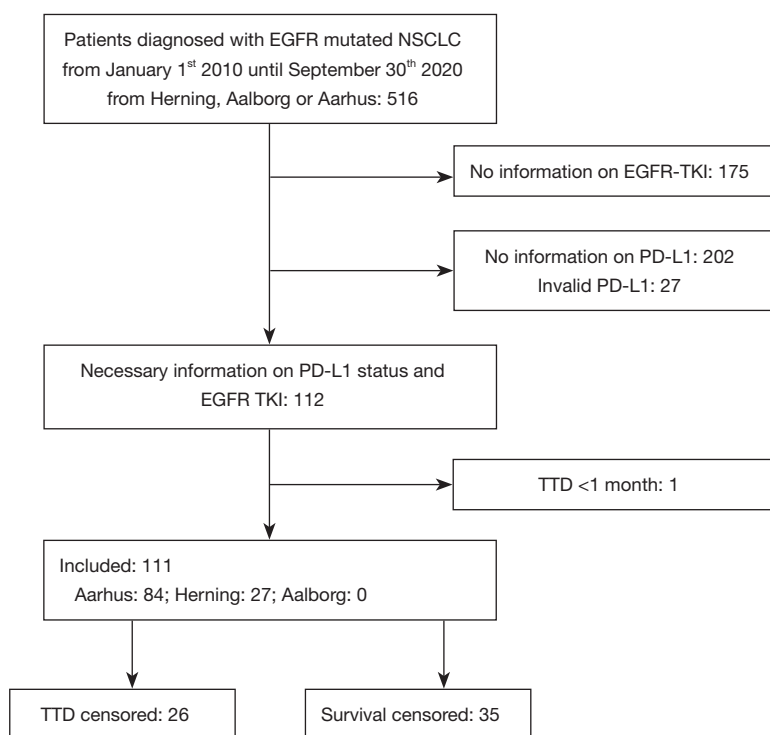 Patients diagnosed with EGFR mutated NSCLC
from January 1st 2010 until September 30th 2020
from Herning, Aalborg or Aarhus: 516
No information on EGFR-TKI: 175
No information on PD-L1: 202
Invalid PD-L1: 27
Necessary information on PD-L1 status and
EGFR TKI: 112
TTD <1 month: 1
Included: 111
Aarhus: 84; Herning: 27; Aalborg: 0
TTD censored: 26
Survival censored: 35